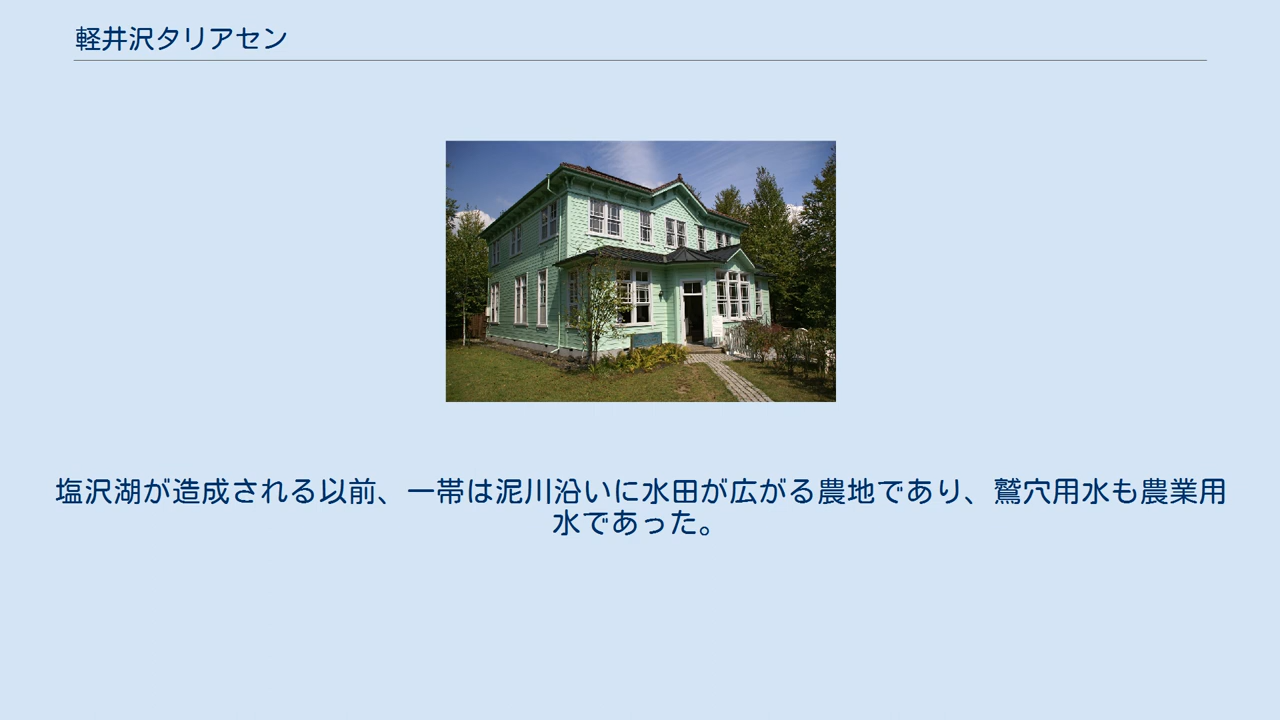 軽井沢タリアセン
塩沢湖が造成される以前、一帯は泥川沿いに水田が広がる農地であり、鷲穴用水も農業用
水であった。